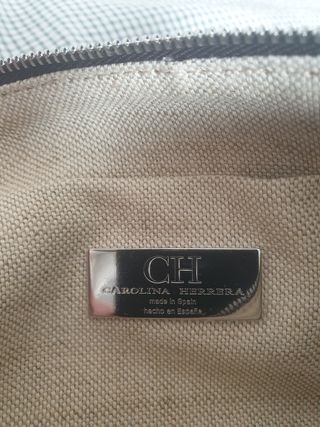 CH
CAROLINA HERRERA
made in Spain
hecho en España